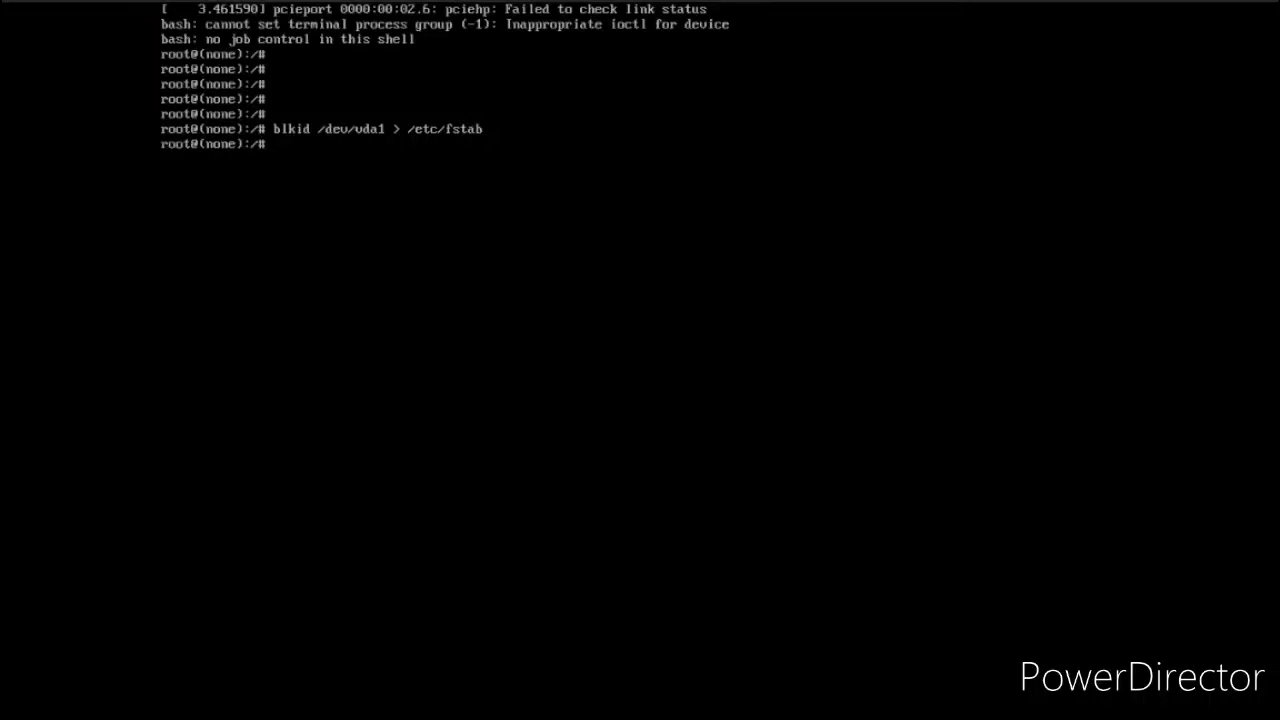 [    3.461590] pcieport 0000:00:02.6: pciehp: Failed to check link status
bash: cannot set terminal process group (-1): Inappropriate ioctl for device
bash: no job control in this shell
root@(none):/#
root@(none):/#
root@(none):/#
root@(none):/#
root@(none):/#
root@(none):/# blkid /dev/vda1 > /etc/fstab
root@(none):/#
PowerDirector